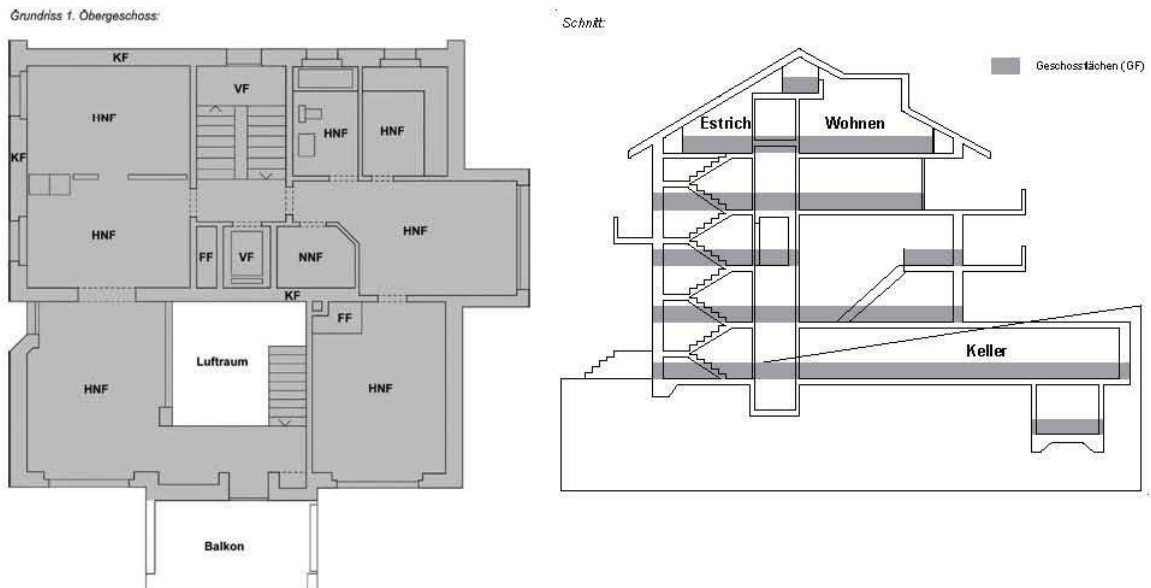 Grundriss 1. Öbergeschoss:
KF
VF
HNF
HNF
HNF
KF
HNF
HNF
FF
VF
NNF
KF
FF
Luftraum
HNF
HNF
Balkon
Schnitt:
Geschossflächen (GF)
Estrich
Wohnen
Keller